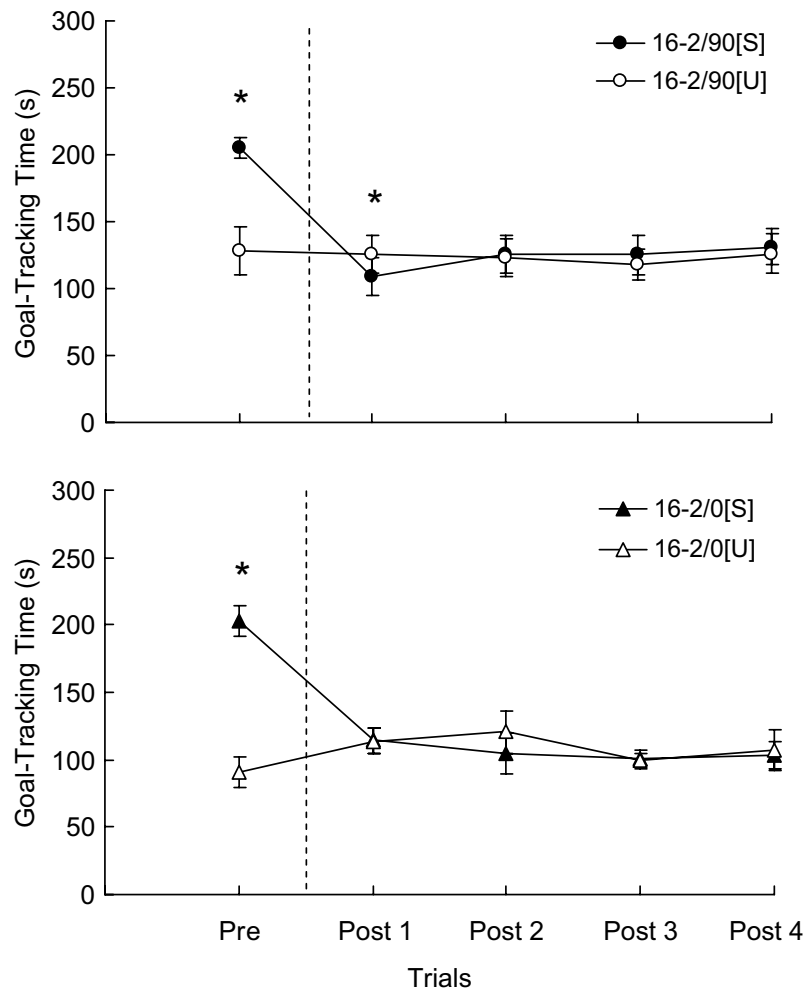 300
250
200
150
100
50
0
Goal-Tracking Time (s)
16-2/90[S]
16-2/90[U]
*
*
300
250
200
150
100
50
0
Goal-Tracking Time (s)
16-2/0[S]
16-2/0[U]
*
Pre Post 1 Post 2 Post 3 Post 4
Trials